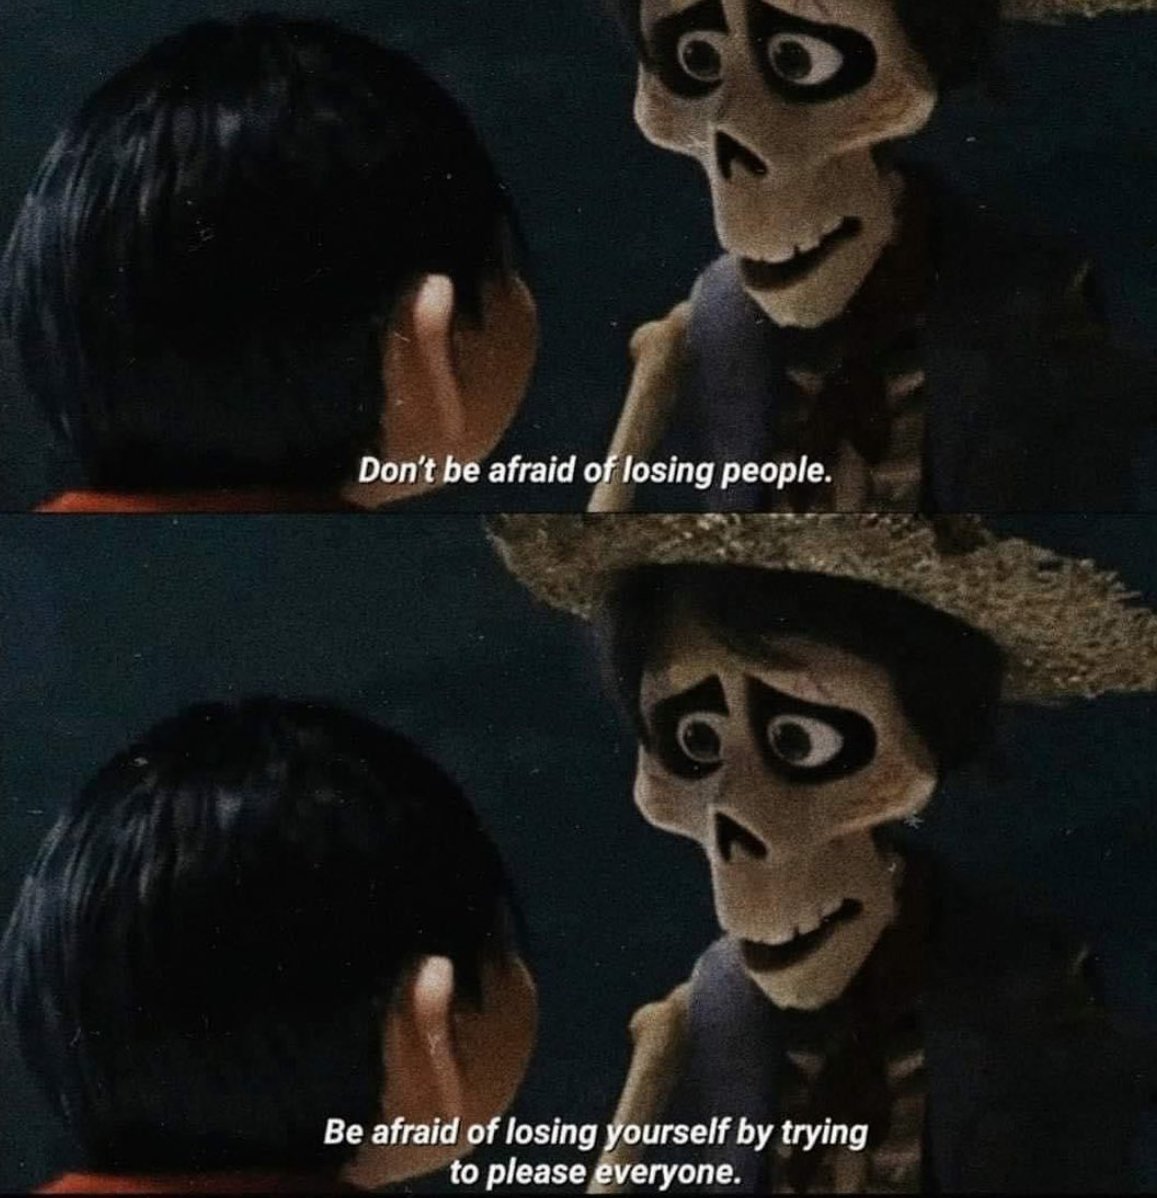 Don't be afraid of losing people.
Be afraid of losing yourself by trying
to please everyone.